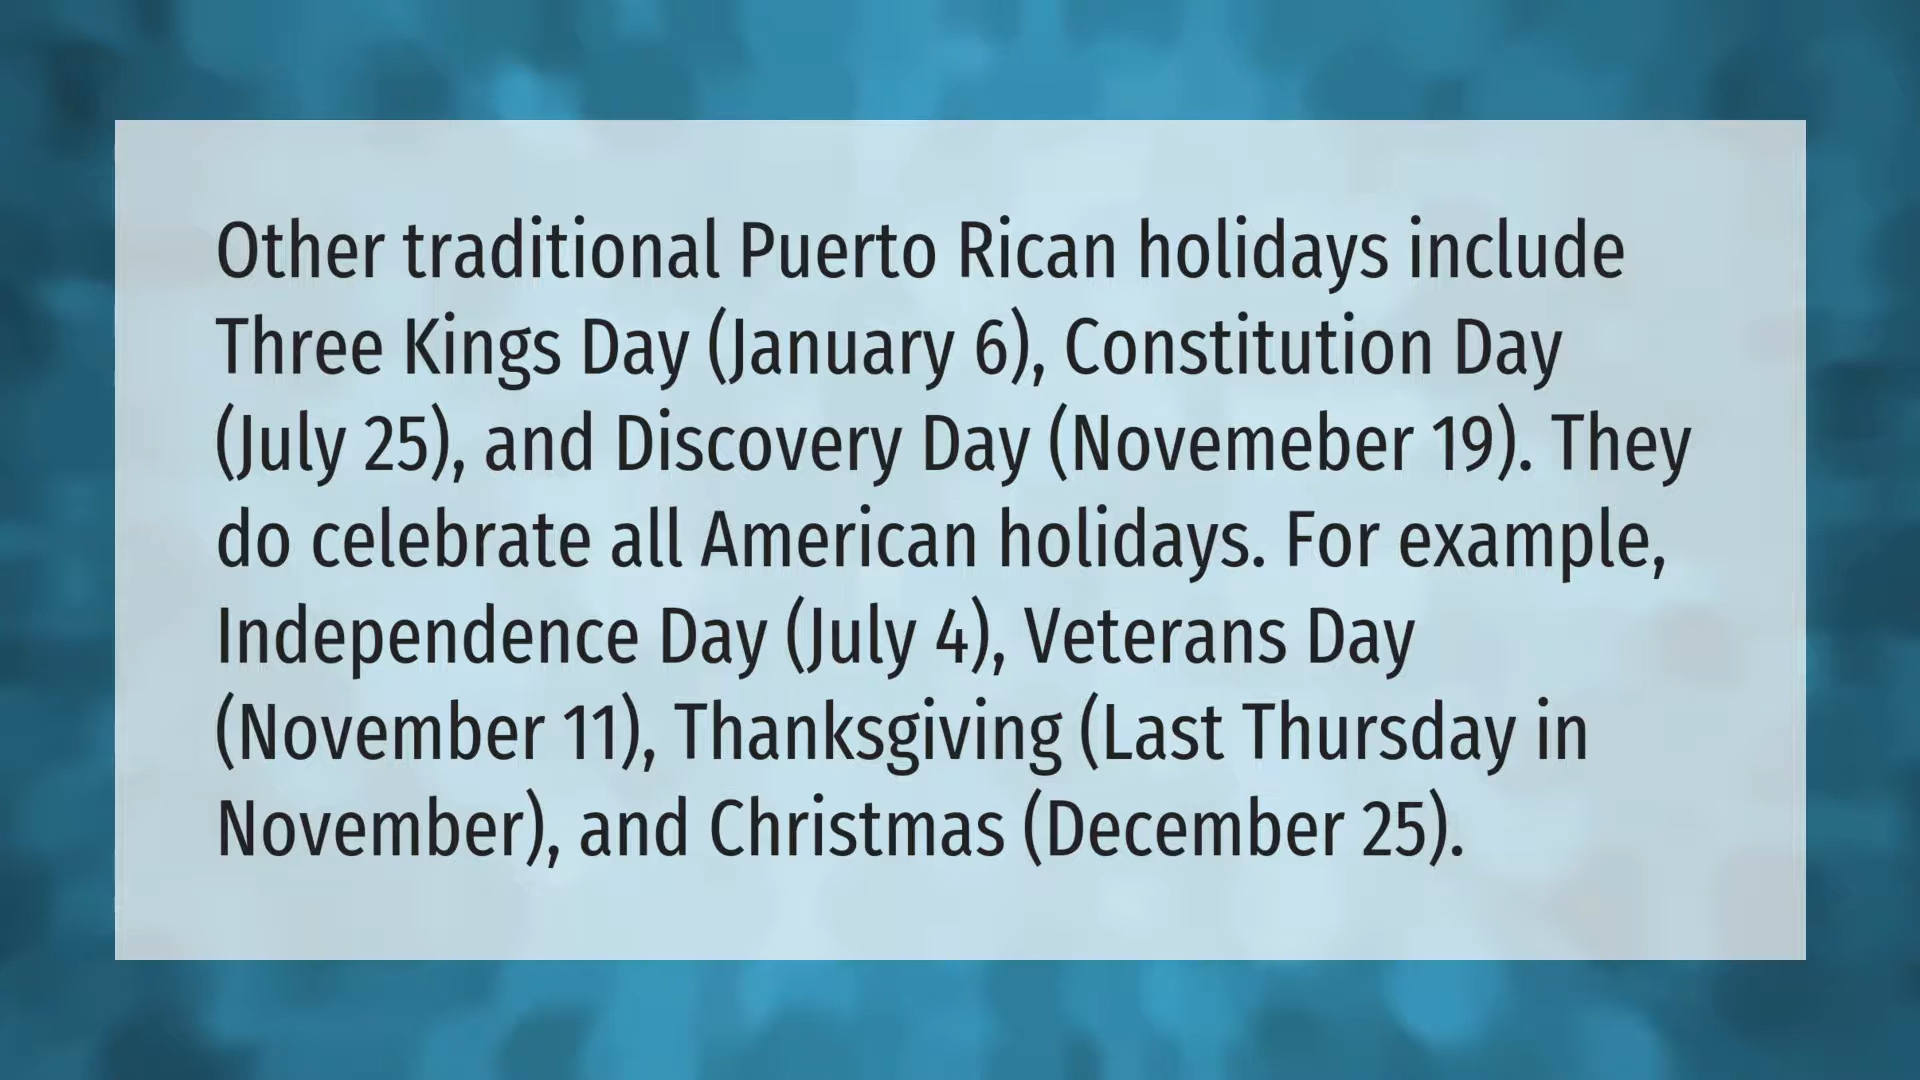 Other traditional Puerto Rican holidays include
Three Kings Day (January 6), Constitution Day
(July 25), and Discovery Day (Novemeber 19). They
do celebrate all American holidays. For example,
Independence Day (July 4), Veterans Day
(November 11), Thanksgiving (Last Thursday in
November), and Christmas (December 25).